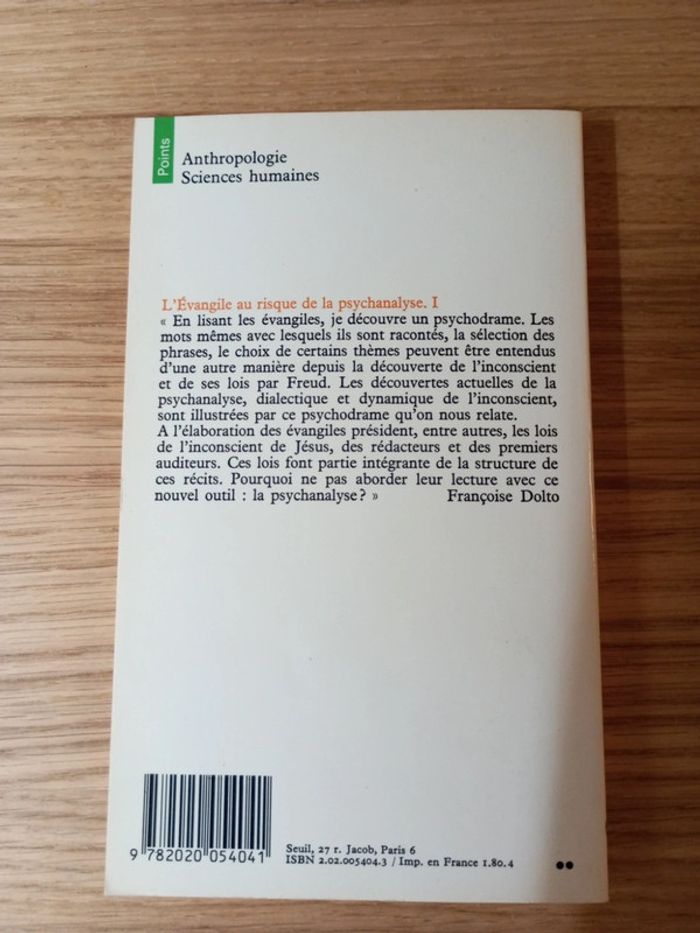 Points
Anthropologie
Sciences humaines
L'Évangile au risque de la psychanalyse. I
« En lisant les évangiles, je découvre un psychodrame. Les
mots mêmes avec lesquels ils sont racontés, la sélection des
phrases, le choix de certains thèmes peuvent être entendus
d'une autre manière depuis la découverte de l'inconscient
et de ses lois par Freud. Les découvertes actuelles de la
psychanalyse, dialectique et dynamique de l'inconscient,
sont illustrées par ce psychodrame qu'on nous relate.
A l'élaboration des évangiles président, entre autres, les lois
de l'inconscient de Jésus, des rédacteurs et des premiers
auditeurs. Ces lois font partie intégrante de la structure de
ces récits. Pourquoi ne pas aborder leur lecture avec ce
nouvel outil : la psychanalyse ? » Françoise Dolto
9 782020 054041
Seuil, 27 r. Jacob, Paris 6
ISBN 2.02.005404.3 / Imp. en France 1.80.4